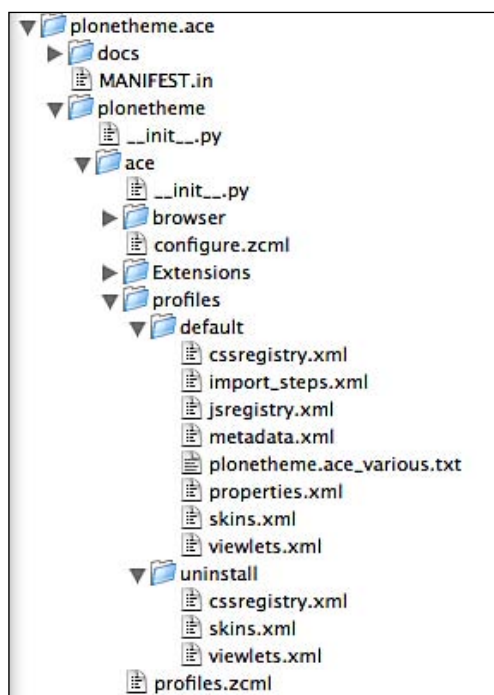 plonetheme.ace
docs
MANIFEST.in
plonetheme
__init__.py
ace
__init__.py
browser
configure.zcml
Extensions
profiles
default
cssregistry.xml
import_steps.xml
jsregistry.xml
metadata.xml
plonetheme.ace_various.txt
properties.xml
skins.xml
viewlets.xml
uninstall
cssregistry.xml
skins.xml
viewlets.xml
profiles.zcml